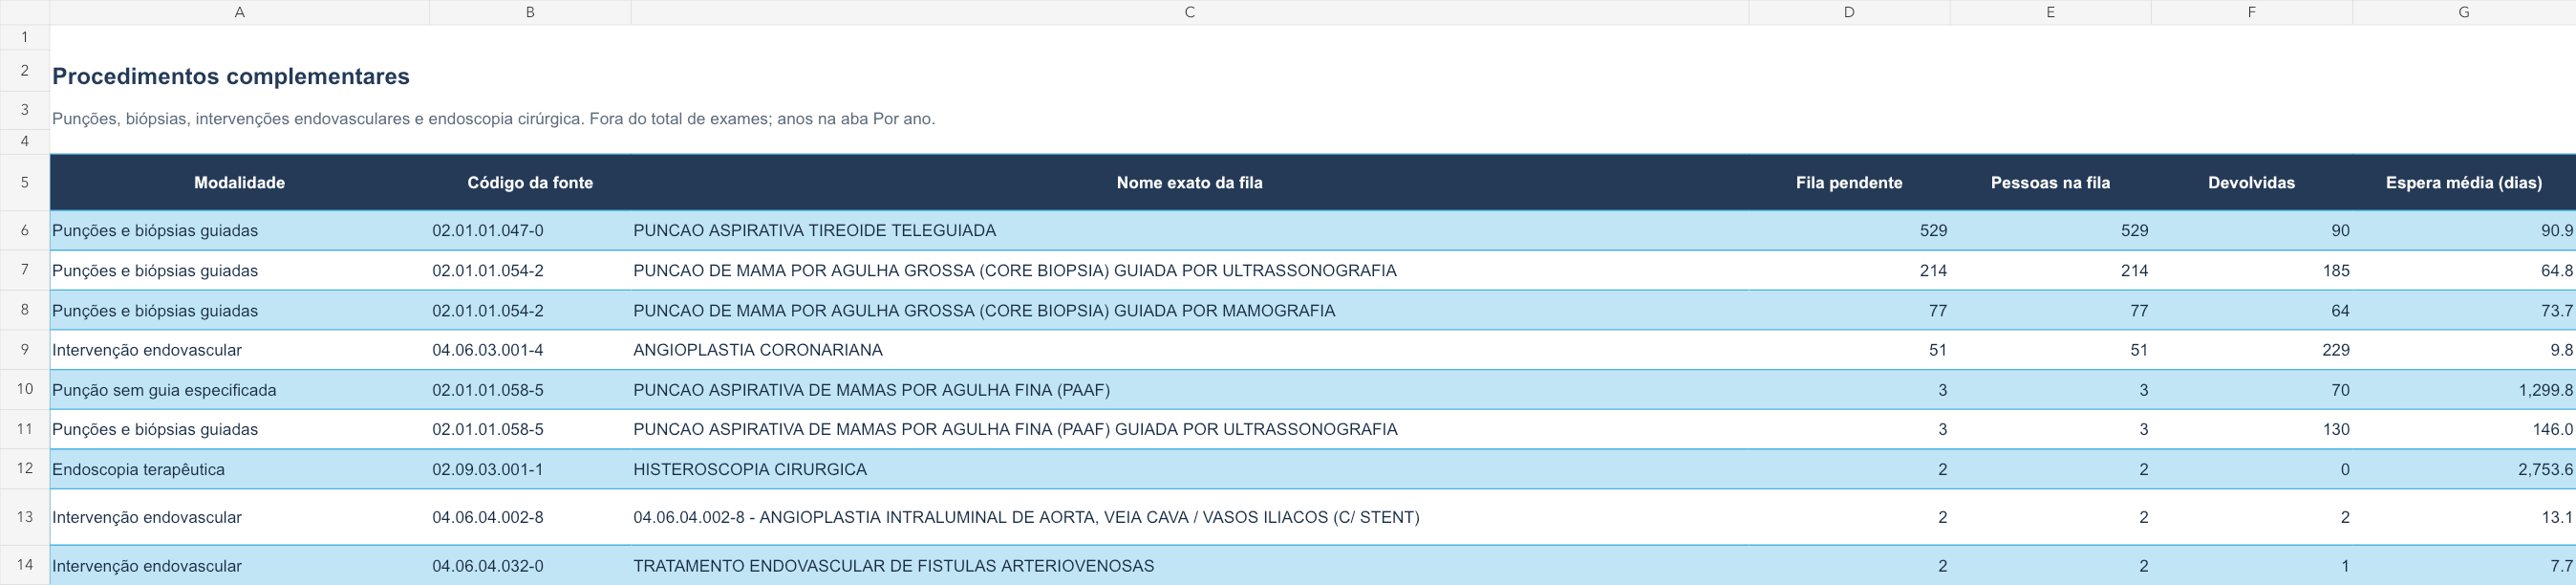 A B C D E F G
1
2 Procedimentos complementares
3 Punções, biópsias, intervenções endovasculares e endoscopia cirúrgica. Fora do total de exames; anos na aba Por ano.
4
5 Modalidade Código da fonte Nome exato da fila Fila pendente Pessoas na fila Devolvidas Espera média (dias)
6 Punções e biópsias guiadas 02.01.01.047-0 PUNCAO ASPIRATIVA TIREOIDE TELEGUIADA 529 529 90 90.9
7 Punções e biópsias guiadas 02.01.01.054-2 PUNCAO DE MAMA POR AGULHA GROSSA (CORE BIOPSIA) GUIADA POR ULTRASSONOGRAFIA 214 214 185 64.8
8 Punções e biópsias guiadas 02.01.01.054-2 PUNCAO DE MAMA POR AGULHA GROSSA (CORE BIOPSIA) GUIADA POR MAMOGRAFIA 77 77 64 73.7
9 Intervenção endovascular 04.06.03.001-4 ANGIOPLASTIA CORONARIANA 51 51 229 9.8
10 Punção sem guia especificada 02.01.01.058-5 PUNCAO ASPIRATIVA DE MAMAS POR AGULHA FINA (PAAF) 3 3 70 1,299.8
11 Punções e biópsias guiadas 02.01.01.058-5 PUNCAO ASPIRATIVA DE MAMAS POR AGULHA FINA (PAAF) GUIADA POR ULTRASSONOGRAFIA 3 3 130 146.0
12 Endoscopia terapêutica 02.09.03.001-1 HISTEROSCOPIA CIRURGICA 2 2 0 2,753.6
13 Intervenção endovascular 04.06.04.002-8 04.06.04.002-8 - ANGIOPLASTIA INTRALUMINAL DE AORTA, VEIA CAVA / VASOS ILIACOS (C/ STENT) 2 2 2 13.1
14 Intervenção endovascular 04.06.04.032-0 TRATAMENTO ENDOVASCULAR DE FISTULAS ARTERIOVENOSAS 2 2 1 7.7